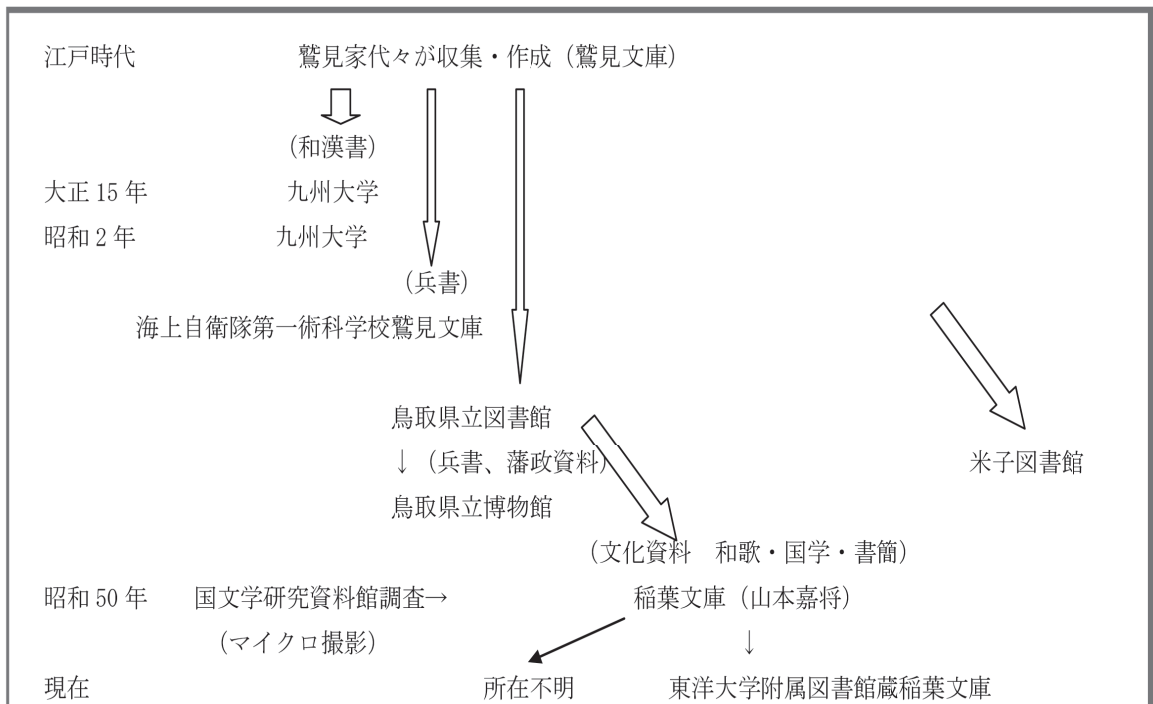 江戸時代 鷲見家代々が収集・作成（鷲見文庫）
（和漢書）
大正 15 年 九州大学
昭和 2 年 九州大学
（兵書）
海上自衛隊第一術科学校鷲見文庫
鳥取県立図書館
↓（兵書、藩政資料） 米子図書館
鳥取県立博物館
（文化資料　和歌・国学・書簡）
昭和 50 年 国文学研究資料館調査→ 稲葉文庫（山本嘉将）
（マイクロ撮影） ↓
現在 所在不明 東洋大学附属図書館蔵稲葉文庫